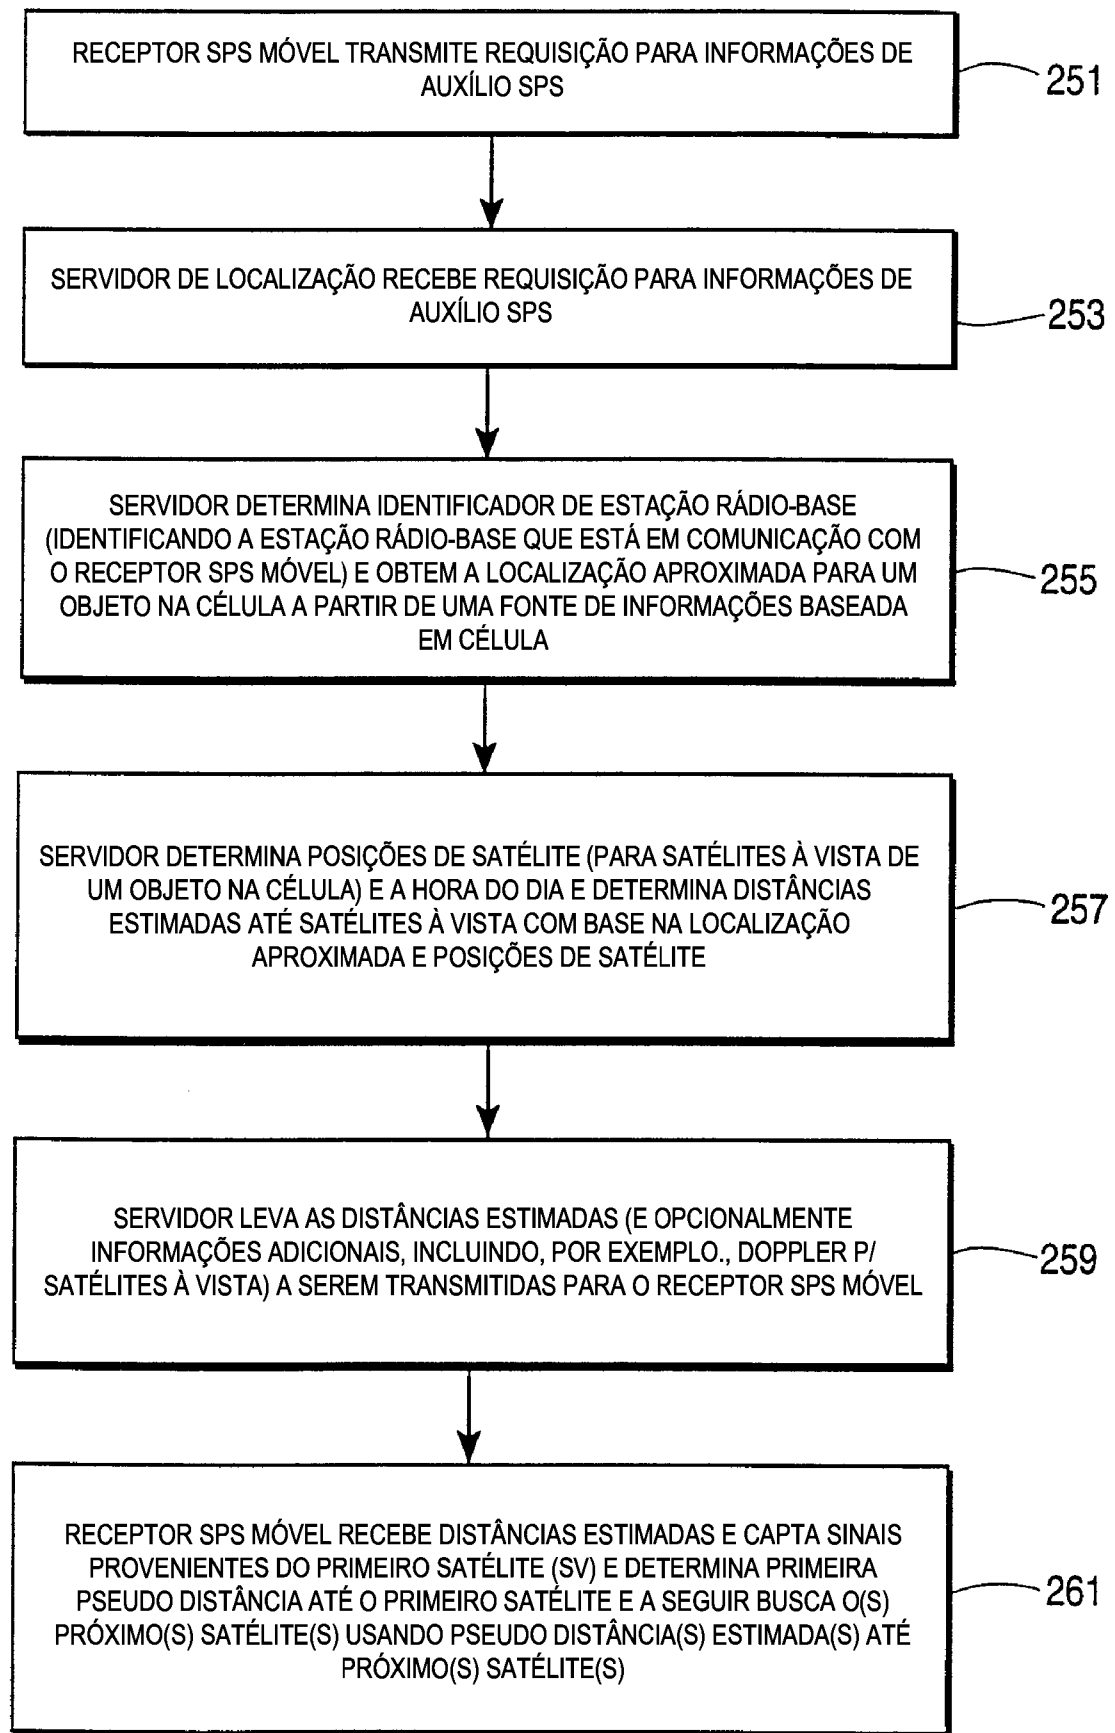 RECEPTOR SPS MÓVEL TRANSMITE REQUISIÇÃO PARA INFORMAÇÕES DE
AUXÍLIO SPS
251
SERVIDOR DE LOCALIZAÇÃO RECEBE REQUISIÇÃO PARA INFORMAÇÕES DE
AUXÍLIO SPS
253
SERVIDOR DETERMINA IDENTIFICADOR DE ESTAÇÃO RÁDIO-BASE
(IDENTIFICANDO A ESTAÇÃO RÁDIO-BASE QUE ESTÁ EM COMUNICAÇÃO COM
O RECEPTOR SPS MÓVEL) E OBTEM A LOCALIZAÇÃO APROXIMADA PARA UM
OBJETO NA CÉLULA A PARTIR DE UMA FONTE DE INFORMAÇÕES BASEADA
EM CÉLULA
255
SERVIDOR DETERMINA POSIÇÕES DE SATÉLITE (PARA SATÉLITES À VISTA DE
UM OBJETO NA CÉLULA) E A HORA DO DIA E DETERMINA DISTÂNCIAS
ESTIMADAS ATÉ SATÉLITES À VISTA COM BASE NA LOCALIZAÇÃO
APROXIMADA E POSIÇÕES DE SATÉLITE
257
SERVIDOR LEVA AS DISTÂNCIAS ESTIMADAS (E OPCIONALMENTE
INFORMAÇÕES ADICIONAIS, INCLUINDO, POR EXEMPLO., DOPPLER P/
SATÉLITES À VISTA) A SEREM TRANSMITIDAS PARA O RECEPTOR SPS MÓVEL
259
RECEPTOR SPS MÓVEL RECEBE DISTÂNCIAS ESTIMADAS E CAPTA SINAIS
PROVENIENTES DO PRIMEIRO SATÉLITE (SV) E DETERMINA PRIMEIRA
PSEUDO DISTÂNCIA ATÉ O PRIMEIRO SATÉLITE E A SEGUIR BUSCA O(S)
PRÓXIMO(S) SATÉLITE(S) USANDO PSEUDO DISTÂNCIA(S) ESTIMADA(S) ATÉ
PRÓXIMO(S) SATÉLITE(S)
261